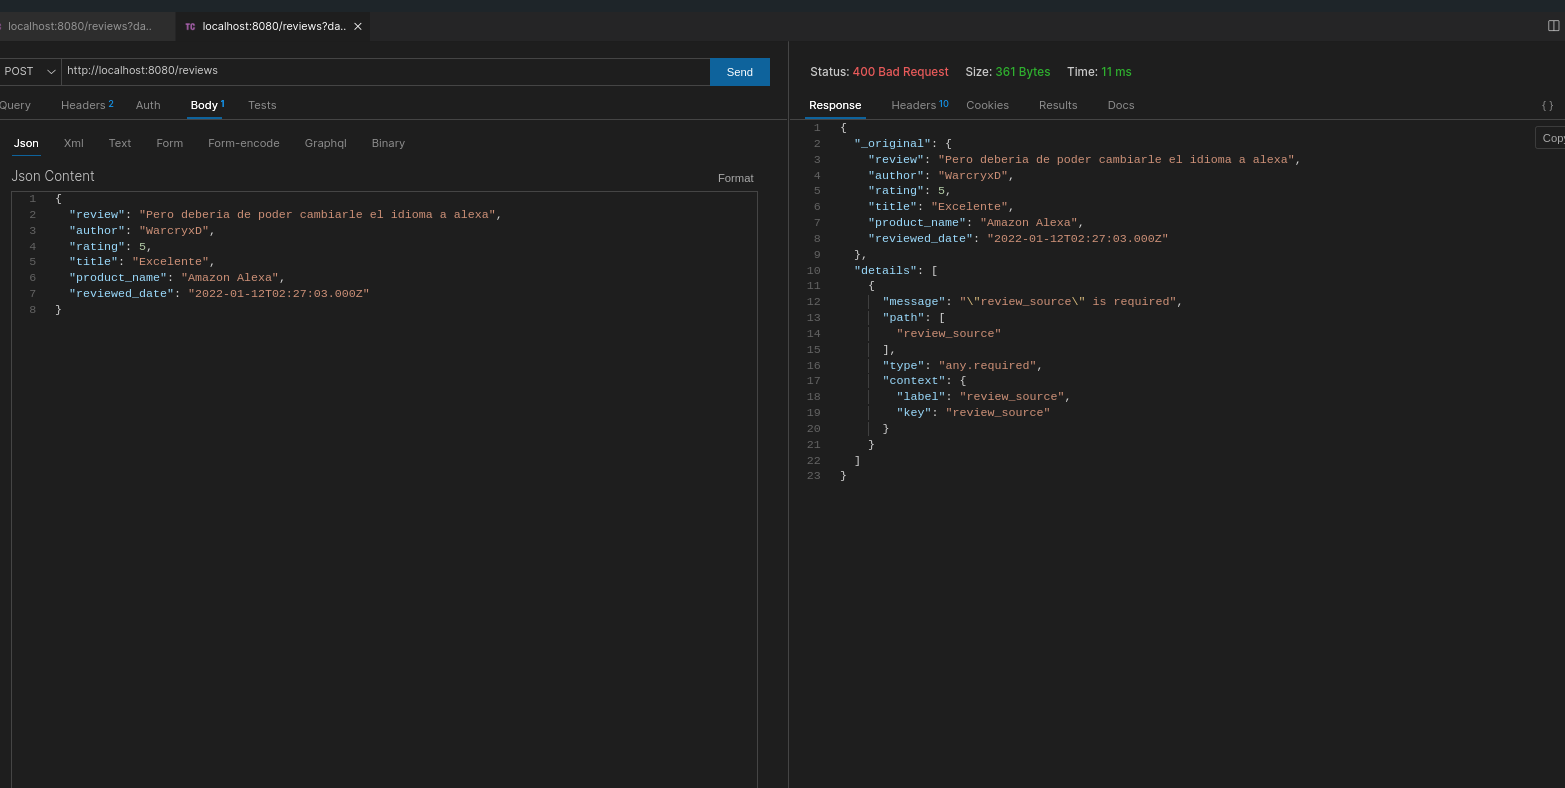 localhost:8080/reviews?da..
TC localhost:8080/reviews?da..
POST http://localhost:8080/reviews Send
Query Headers 2 Auth Body 1 Tests
Json Xml Text Form Form-encode Graphql Binary
Json Content Format
1 {
2 "review": "Pero deberia de poder cambiarle el idioma a alexa",
3 "author": "WarcryxD",
4 "rating": 5,
5 "title": "Excelente",
6 "product_name": "Amazon Alexa",
7 "reviewed_date": "2022-01-12T02:27:03.000Z"
8 }
Status: 400 Bad Request Size: 361 Bytes Time: 11 ms
Response Headers 10 Cookies Results Docs { }
Copy
1 {
2 "_original": {
3 "review": "Pero deberia de poder cambiarle el idioma a alexa",
4 "author": "WarcryxD",
5 "rating": 5,
6 "title": "Excelente",
7 "product_name": "Amazon Alexa",
8 "reviewed_date": "2022-01-12T02:27:03.000Z"
9 },
10 "details": [
11 {
12 "message": "\"review_source\" is required",
13 "path": [
14 "review_source"
15 ],
16 "type": "any.required",
17 "context": {
18 "label": "review_source",
19 "key": "review_source"
20 }
21 }
22 ]
23 }